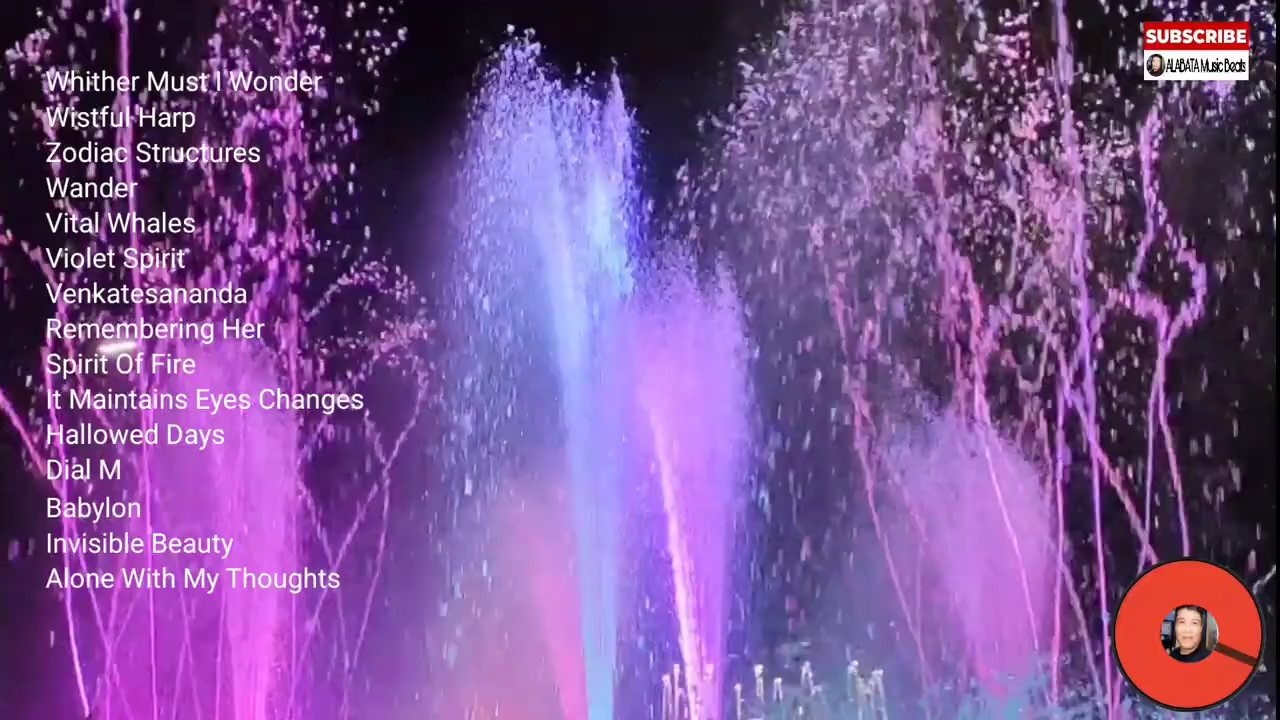 Whither Must I Wonder
Wistful Harp
Zodiac Structures
Wander
Vital Whales
Violet Spirit
Venkatesananda
Remembering Her
Spirit Of Fire
It Maintains Eyes Changes
Hallowed Days
Dial M
Babylon
Invisible Beauty
Alone With My Thoughts
SUBSCRIBE
ALABATA Music Beats